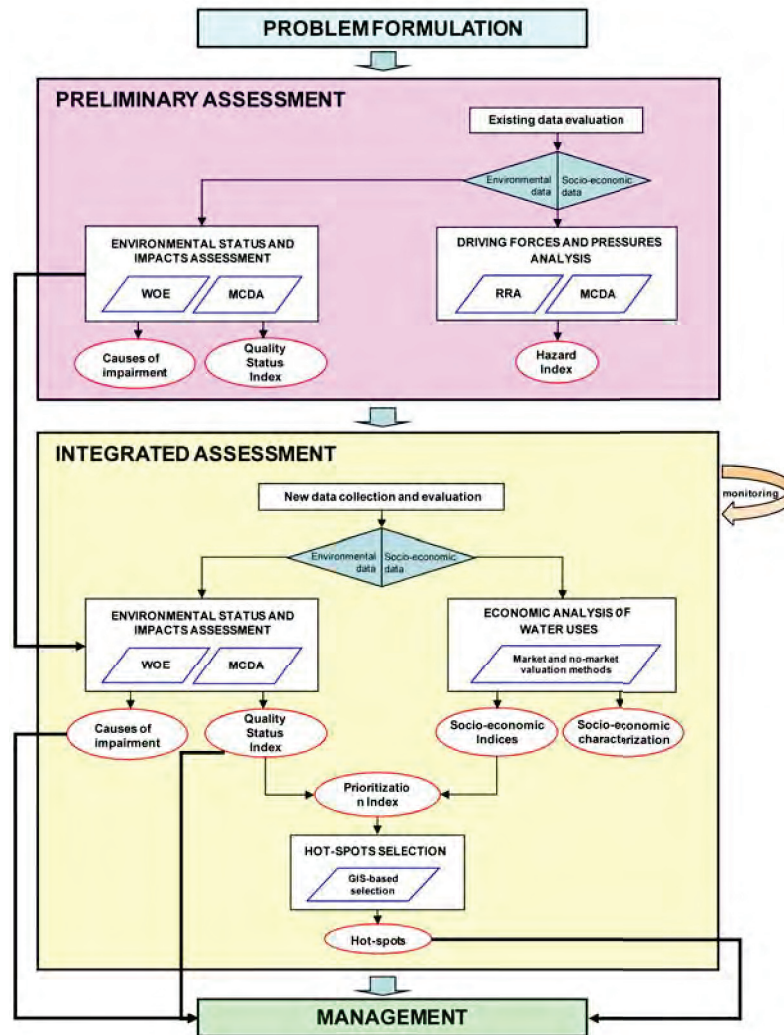 PROBLEM FORMULATION
PRELIMINARY ASSESSMENT
Existing data evaluation
Environmental
data
Socio-economic
data
ENVIRONMENTAL STATUS AND
IMPACTS ASSESSMENT
WOE
MCDA
DRIVING FORCES AND PRESSURES
ANALYSIS
RRA
MCDA
Causes of
impairment
Quality
Status
Index
Hazard
Index
INTEGRATED ASSESSMENT
monitoring
New data collection and evaluation
Environmental
data
Socio-economic
data
ENVIRONMENTAL STATUS AND
IMPACTS ASSESSMENT
WOE
MCDA
ECONOMIC ANALYSIS OF
WATER USES
Market and no-market
valuation methods
Causes of
impairment
Quality
Status
Index
Socio-economic
Indices
Socio-economic
characterization
Prioritizatio
n Index
HOT-SPOTS SELECTION
GIS-based
selection
Hot-spots
MANAGEMENT